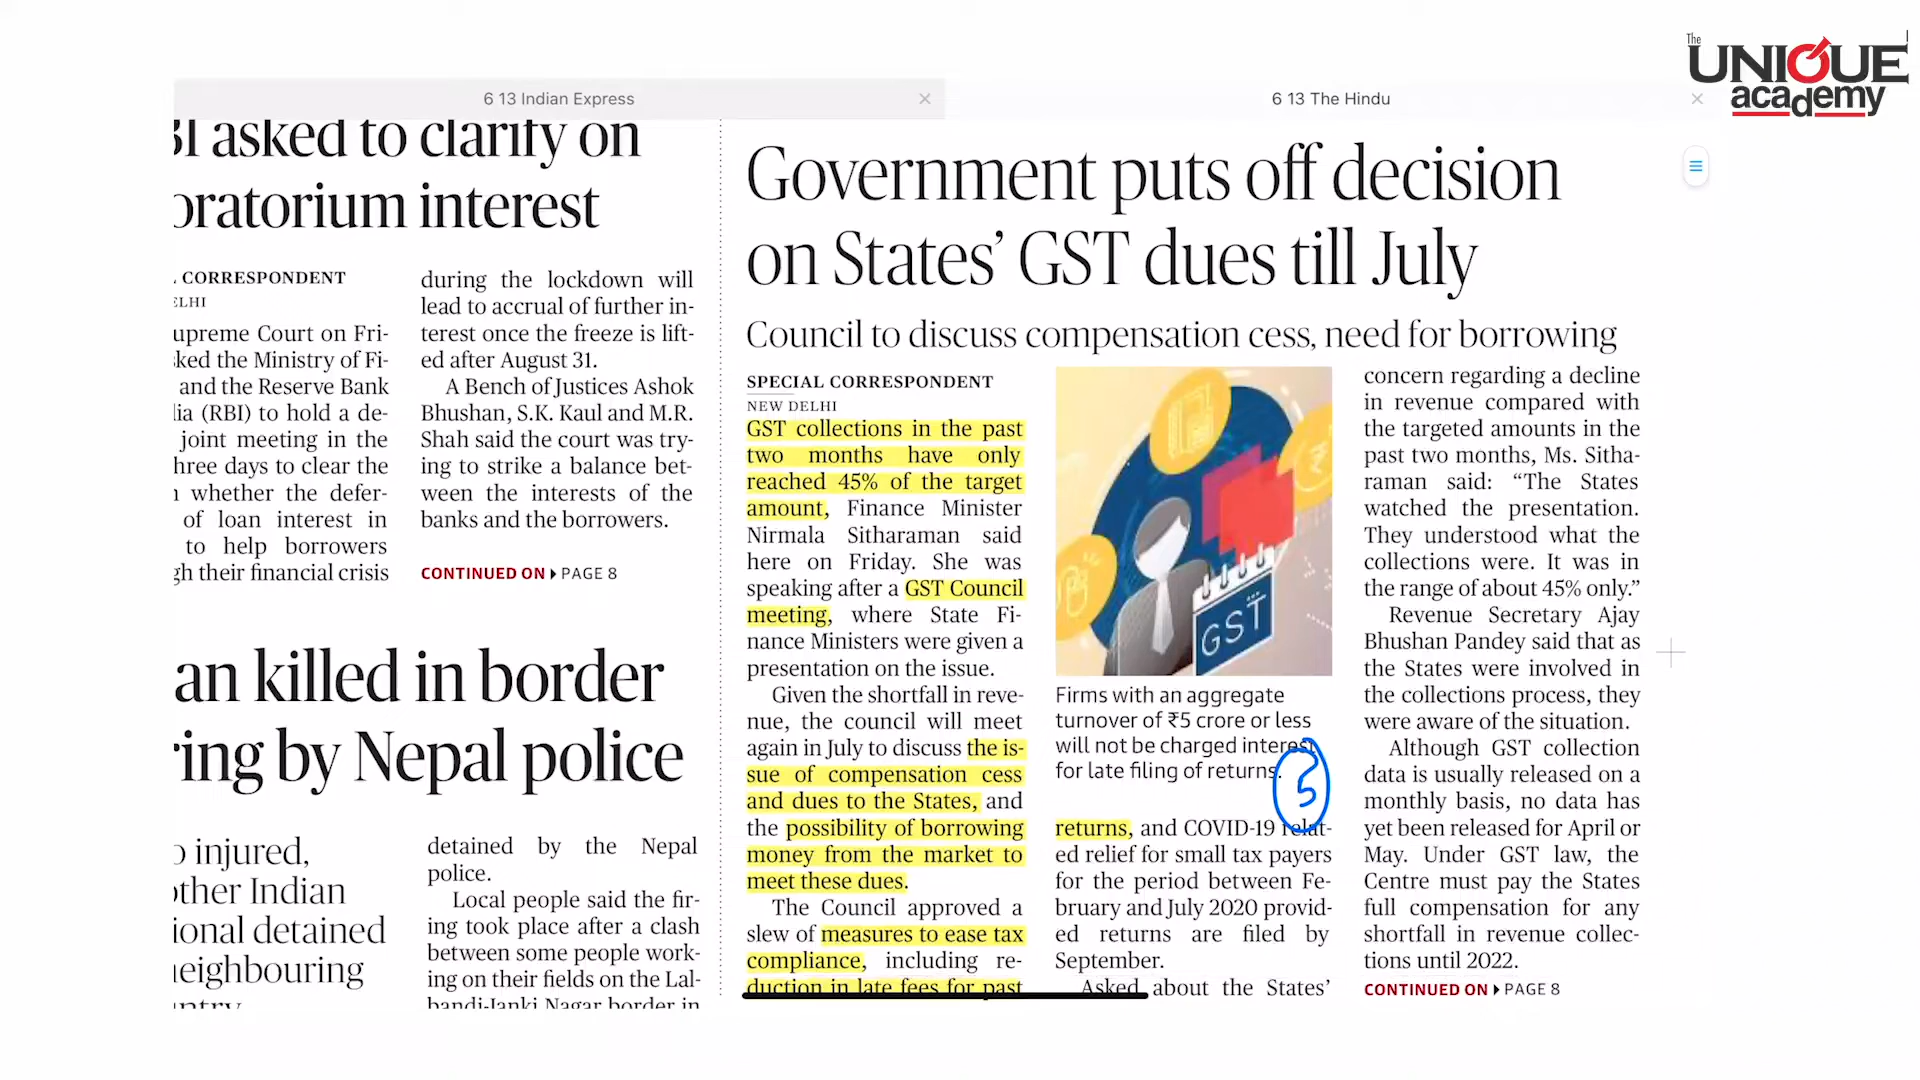 The
UNIQUE
academy
6 13 Indian Express
6 13 The Hindu
asked to clarify on
oratorium interest
CORRESPONDENT
ELHI
upreme Court on Fri-
ked the Ministry of Fi-
and the Reserve Bank
ia (RBI) to hold a de-
joint meeting in the
hree days to clear the
whether the defer-
of loan interest in
to help borrowers
gh their financial crisis
during the lockdown will
lead to accrual of further in-
terest once the freeze is lift-
ed after August 31.
A Bench of Justices Ashok
Bhushan, S.K. Kaul and M.R.
Shah said the court was try-
ing to strike a balance bet-
ween the interests of the
banks and the borrowers.
CONTINUED ON PAGE 8
an killed in border
ring by Nepal police
o injured,
other Indian
ional detained
neighbouring
detained by the Nepal
police.
Local people said the fir-
ing took place after a clash
between some people work-
ing on their fields on the Lal-
bandi-Janki Nagar border in
Government puts off decision
on States’ GST dues till July
Council to discuss compensation cess, need for borrowing
SPECIAL CORRESPONDENT
NEW DELHI
GST collections in the past
two months have only
reached 45% of the target
amount, Finance Minister
Nirmala Sitharaman said
here on Friday. She was
speaking after a GST Council
meeting, where State Fi-
nance Ministers were given a
presentation on the issue.
Given the shortfall in reve-
nue, the council will meet
again in July to discuss the is-
sue of compensation cess
and dues to the States, and
the possibility of borrowing
money from the market to
meet these dues.
The Council approved a
slew of measures to ease tax
compliance, including re-
duction in late fees for past
GST
Firms with an aggregate
turnover of ₹5 crore or less
will not be charged interest
for late filing of returns.
5
returns, and COVID-19 relat-
ed relief for small tax payers
for the period between Fe-
bruary and July 2020 provid-
ed returns are filed by
September.
Asked about the States’
concern regarding a decline
in revenue compared with
the targeted amounts in the
past two months, Ms. Sitha-
raman said: “The States
watched the presentation.
They understood what the
collections were. It was in
the range of about 45% only.”
Revenue Secretary Ajay
Bhushan Pandey said that as
the States were involved in
the collections process, they
were aware of the situation.
Although GST collection
data is usually released on a
monthly basis, no data has
yet been released for April or
May. Under GST law, the
Centre must pay the States
full compensation for any
shortfall in revenue collec-
tions until 2022.
CONTINUED ON PAGE 8